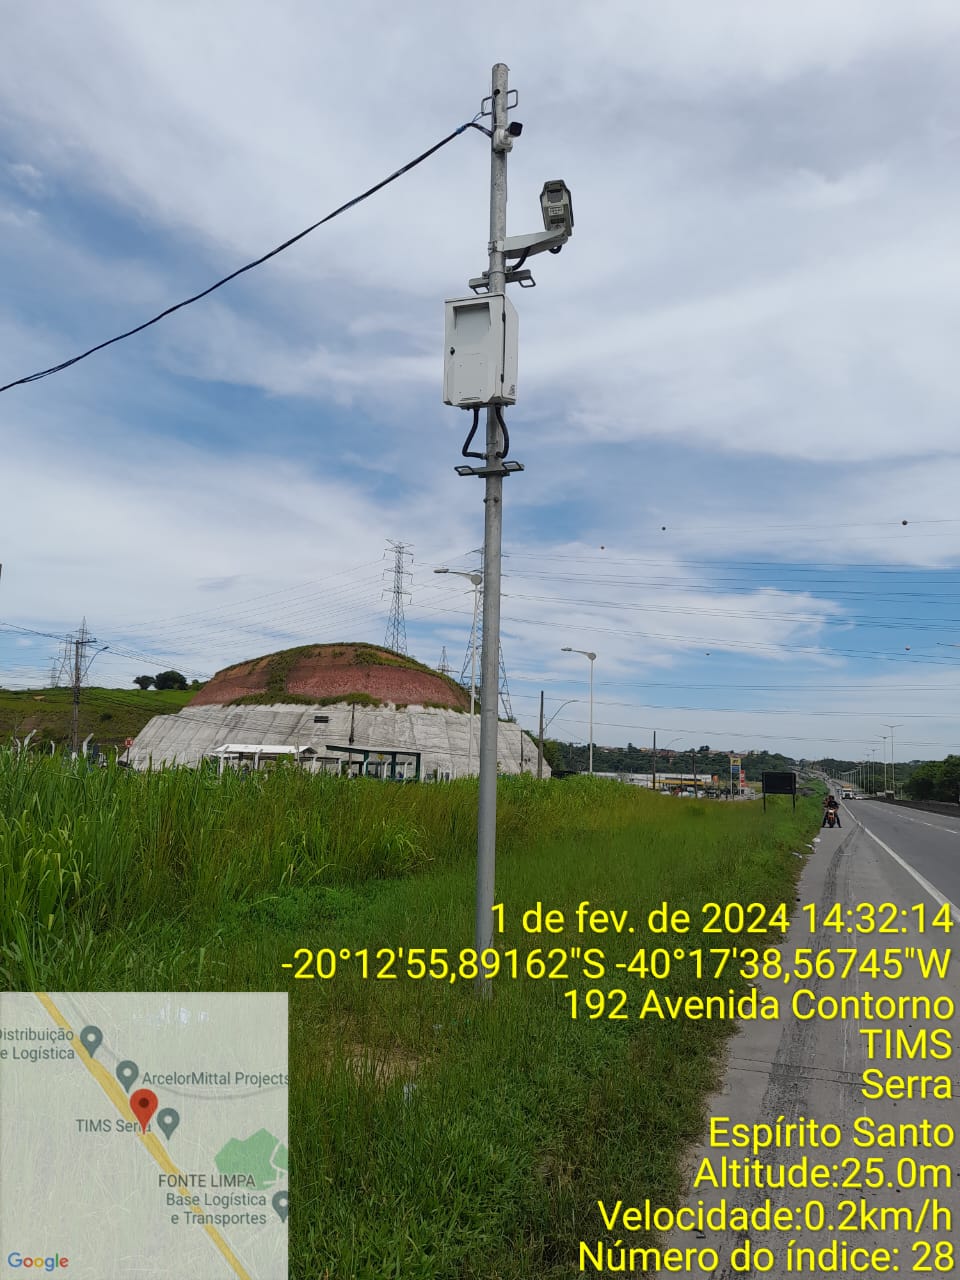 1 de fev. de 2024 14:32:14
-20°12'55,89162"S -40°17'38,56745"W
192 Avenida Contorno
TIMS
Serra
Espírito Santo
Altitude:25.0m
Velocidade:0.2km/h
Número do índice: 28
Distribuição
e Logística
ArcelorMittal Projects
TIMS Serra
FONTE LIMPA
Base Logística
e Transportes
Google